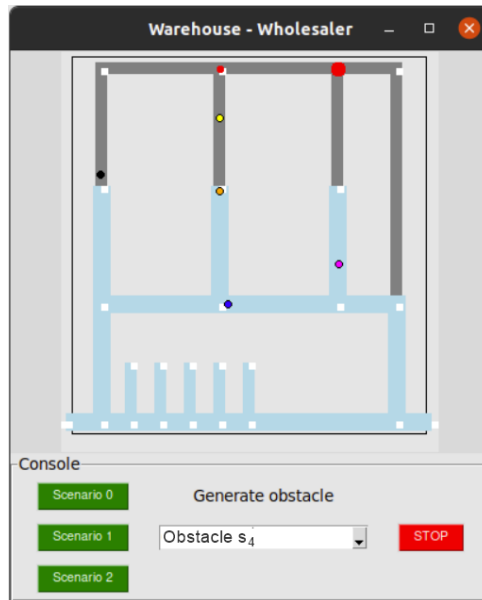 Warehouse - Wholesaler
Console
Scenario 0
Generate obstacle
Scenario 1
Obstacle s4
STOP
Scenario 2